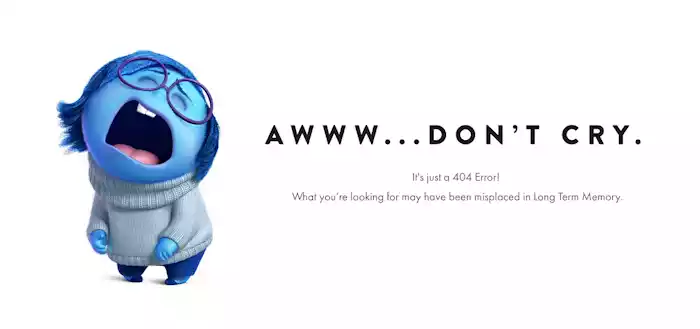 AWWW...DON'T CRY.
It's just a 404 Error!
What you're looking for may have been misplaced in Long Term Memory.